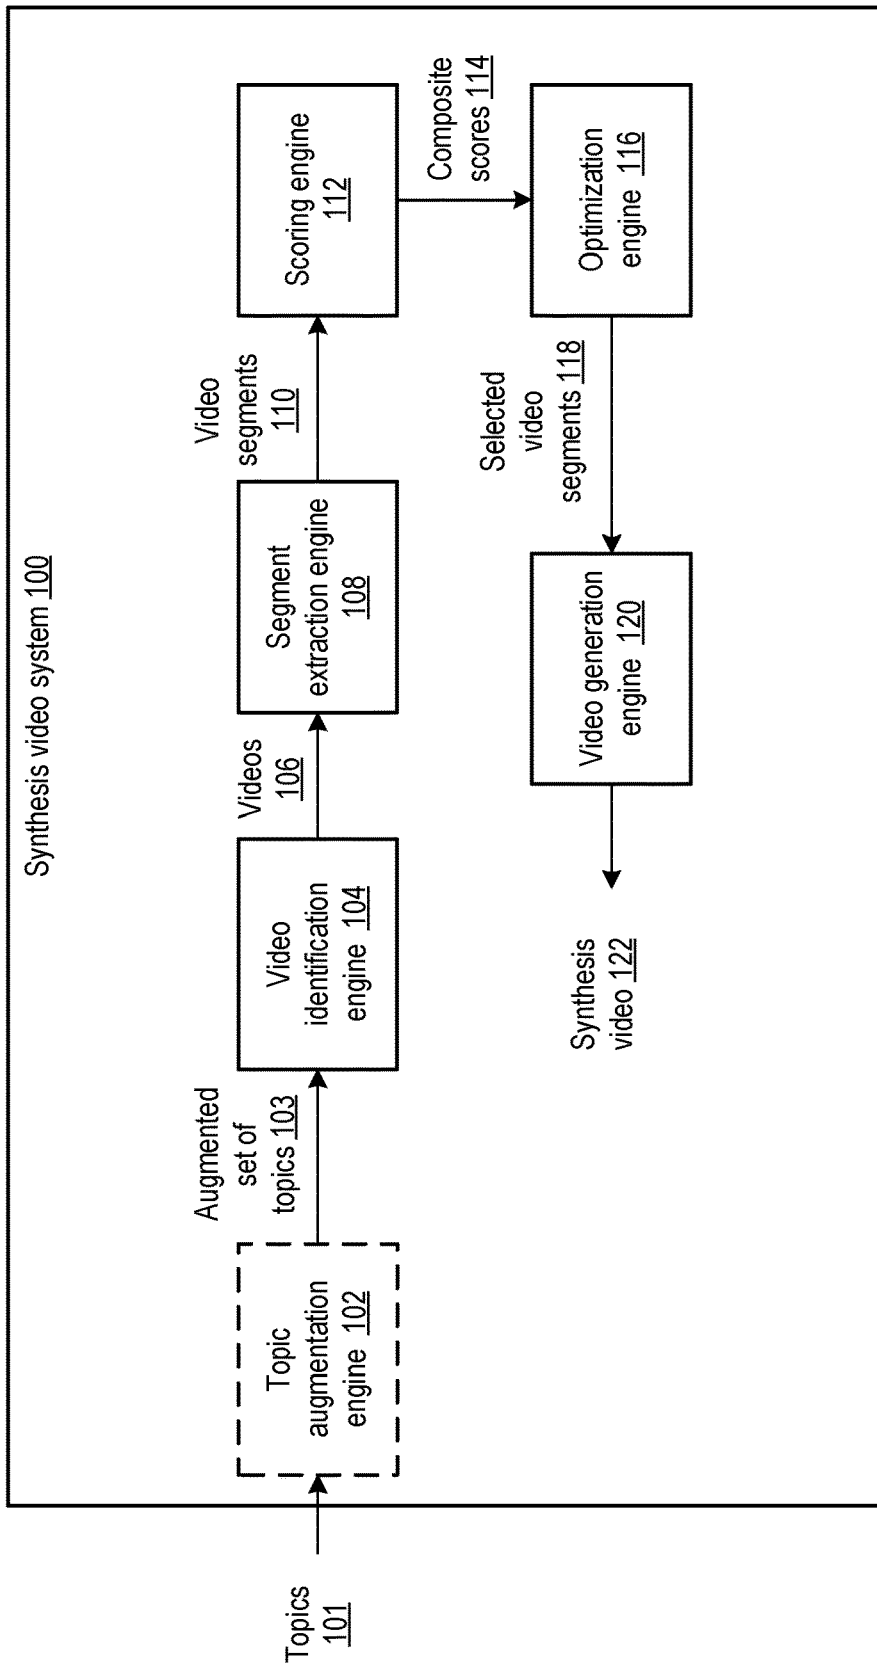 Synthesis video system 100
Topics
101
Topic
augmentation
engine 102
Augmented
set of
topics 103
Video
identification
engine 104
Videos
106
Segment
extraction engine
108
Video
segments
110
Scoring engine
112
Composite
scores 114
Optimization
engine 116
Selected
video
segments 118
Video generation
engine 120
Synthesis
video 122